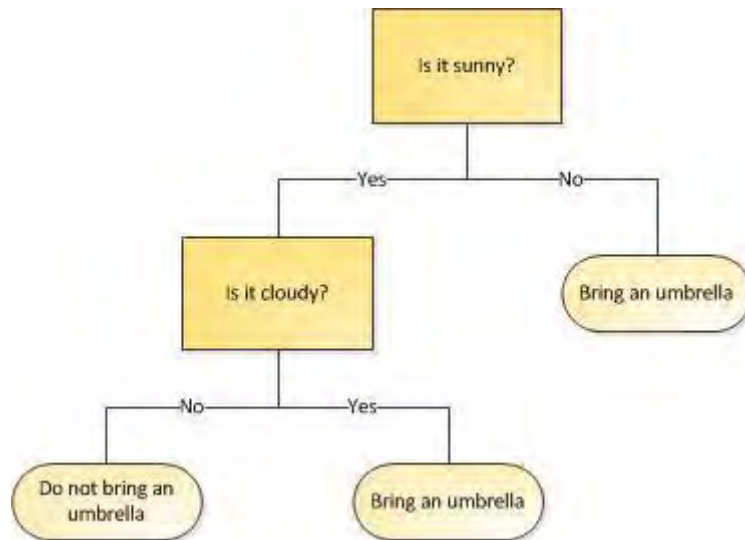 Is it sunny?
Yes
No
Is it cloudy?
Bring an umbrella
No
Yes
Do not bring an
umbrella
Bring an umbrella